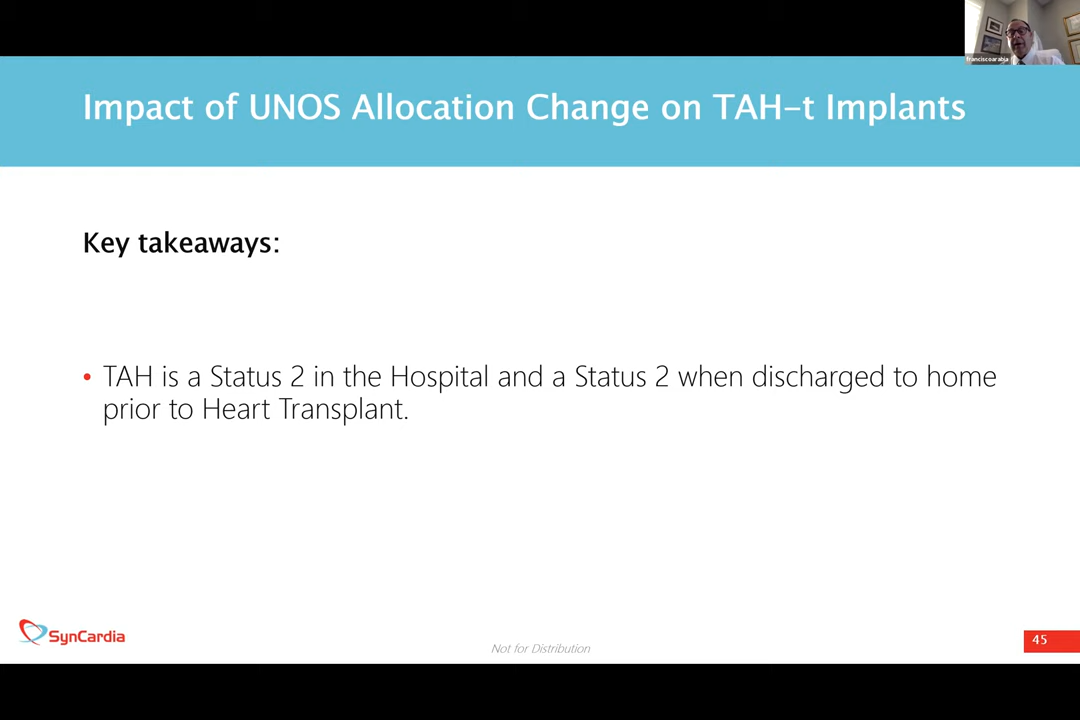 franciscoarabia
Impact of UNOS Allocation Change on TAH-t Implants
Key takeaways:
• TAH is a Status 2 in the Hospital and a Status 2 when discharged to home
prior to Heart Transplant.
SynCardia
Not for Distribution
45